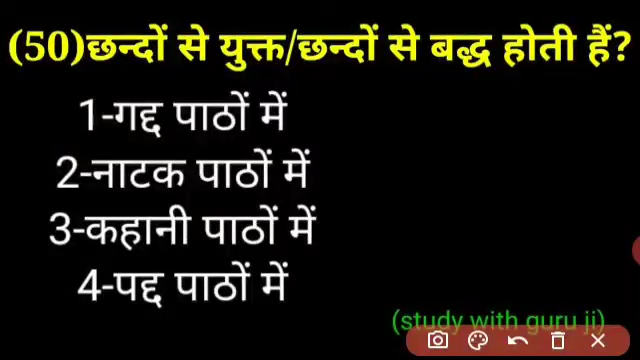 (50)छन्दों से युक्त/छन्दों से बद्ध होती हैं?
1-गद्द पाठों में
2-नाटक पाठों में
3-कहानी पाठों में
4-पद्द पाठों में
(study with guru ji)